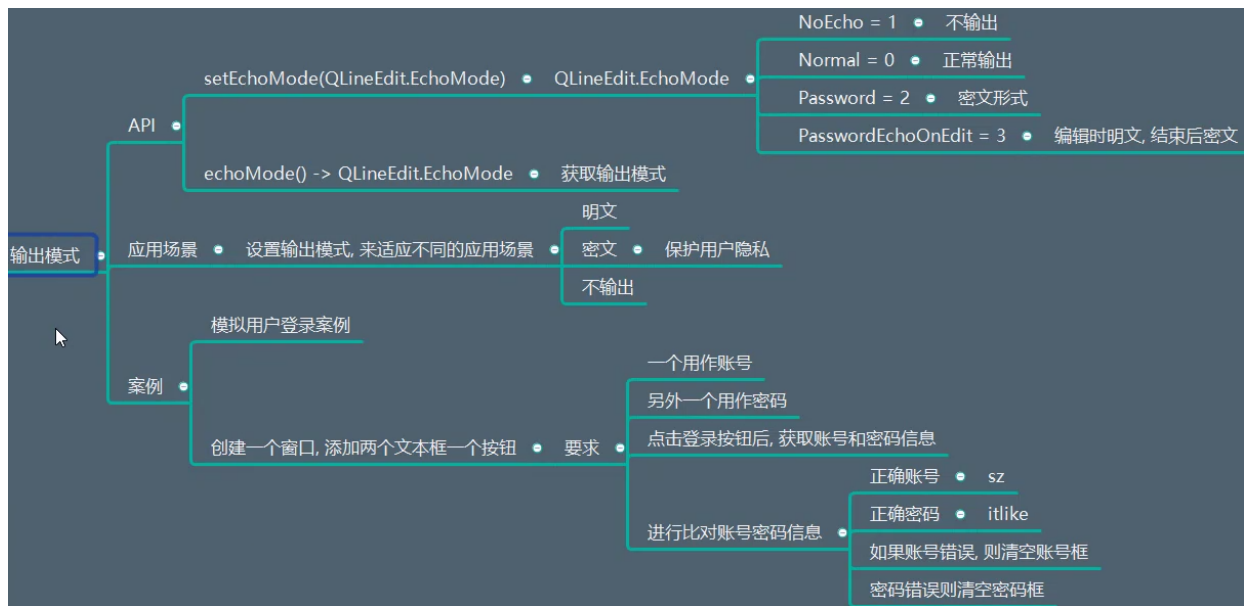 NoEcho = 1 不输出
Normal = 0 正常输出
setEchoMode(QLineEdit.EchoMode) QLineEdit.EchoMode
Password = 2 密文形式
API
PasswordEchoOnEdit = 3 编辑时明文, 结束后密文
echoMode() -> QLineEdit.EchoMode 获取输出模式
明文
输出模式 应用场景 设置输出模式, 来适应不同的应用场景 密文 保护用户隐私
不输出
模拟用户登录案例
一个用作账号
案例
另外一个用作密码
点击登录按钮后, 获取账号和密码信息
创建一个窗口, 添加两个文本框一个按钮 要求
正确账号 sz
正确密码 itlike
进行比对账号密码信息
如果账号错误, 则清空账号框
密码错误则清空密码框